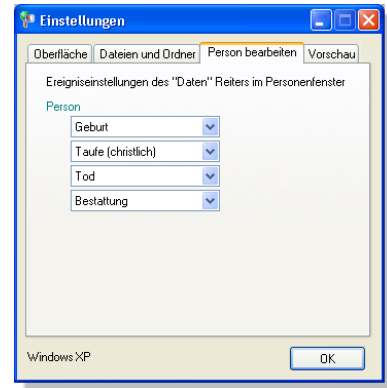 Einstellungen
Oberfläche Dateien und Ordner Person bearbeiten Vorschau
Ereigniseinstellungen des "Daten" Reiters im Personenfenster
Person
Geburt
Taufe (christlich)
Tod
Bestattung
Windows XP OK